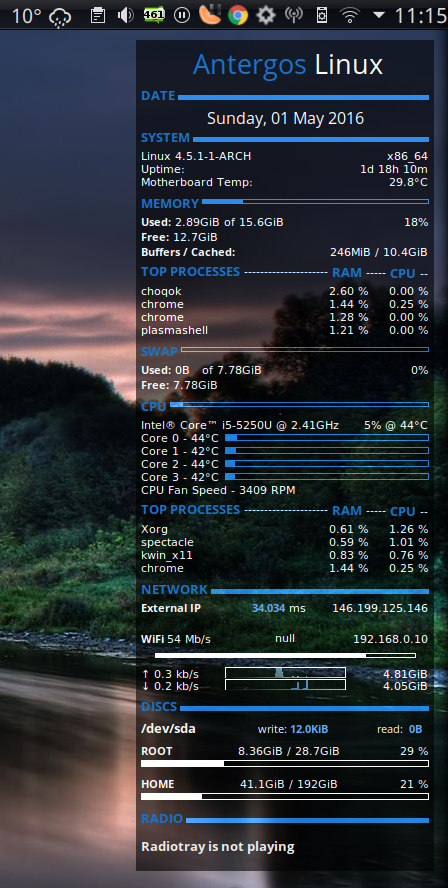 10° 461 11:15
Antergos Linux
DATE
Sunday, 01 May 2016
SYSTEM
Linux 4.5.1-1-ARCH x86_64
Uptime: 1d 18h 10m
Motherboard Temp: 29.8°C
MEMORY
Used: 2.89GiB of 15.6GiB 18%
Free: 12.7GiB
Buffers / Cached: 246MiB / 10.4GiB
TOP PROCESSES --------------------- RAM ----- CPU --
choqok 2.60 % 0.00 %
chrome 1.44 % 0.25 %
chrome 1.28 % 0.00 %
plasmashell 1.21 % 0.00 %
SWAP
Used: 0B of 7.78GiB 0%
Free: 7.78GiB
CPU
Intel® Core™ i5-5250U @ 2.41GHz 5% @ 44°C
Core 0 - 44°C
Core 1 - 42°C
Core 2 - 44°C
Core 3 - 42°C
CPU Fan Speed - 3409 RPM
TOP PROCESSES --------------------- RAM ----- CPU --
Xorg 0.61 % 1.26 %
spectacle 0.59 % 1.01 %
kwin_x11 0.83 % 0.76 %
chrome 1.44 % 0.25 %
NETWORK
External IP 34.034 ms 146.199.125.146
WiFi 54 Mb/s null 192.168.0.10
↑ 0.3 kb/s 4.81GiB
↓ 0.2 kb/s 4.05GiB
DISCS
/dev/sda write: 12.0KiB read: 0B
ROOT 8.36GiB / 28.7GiB 29 %
HOME 41.1GiB / 192GiB 21 %
RADIO
Radiotray is not playing